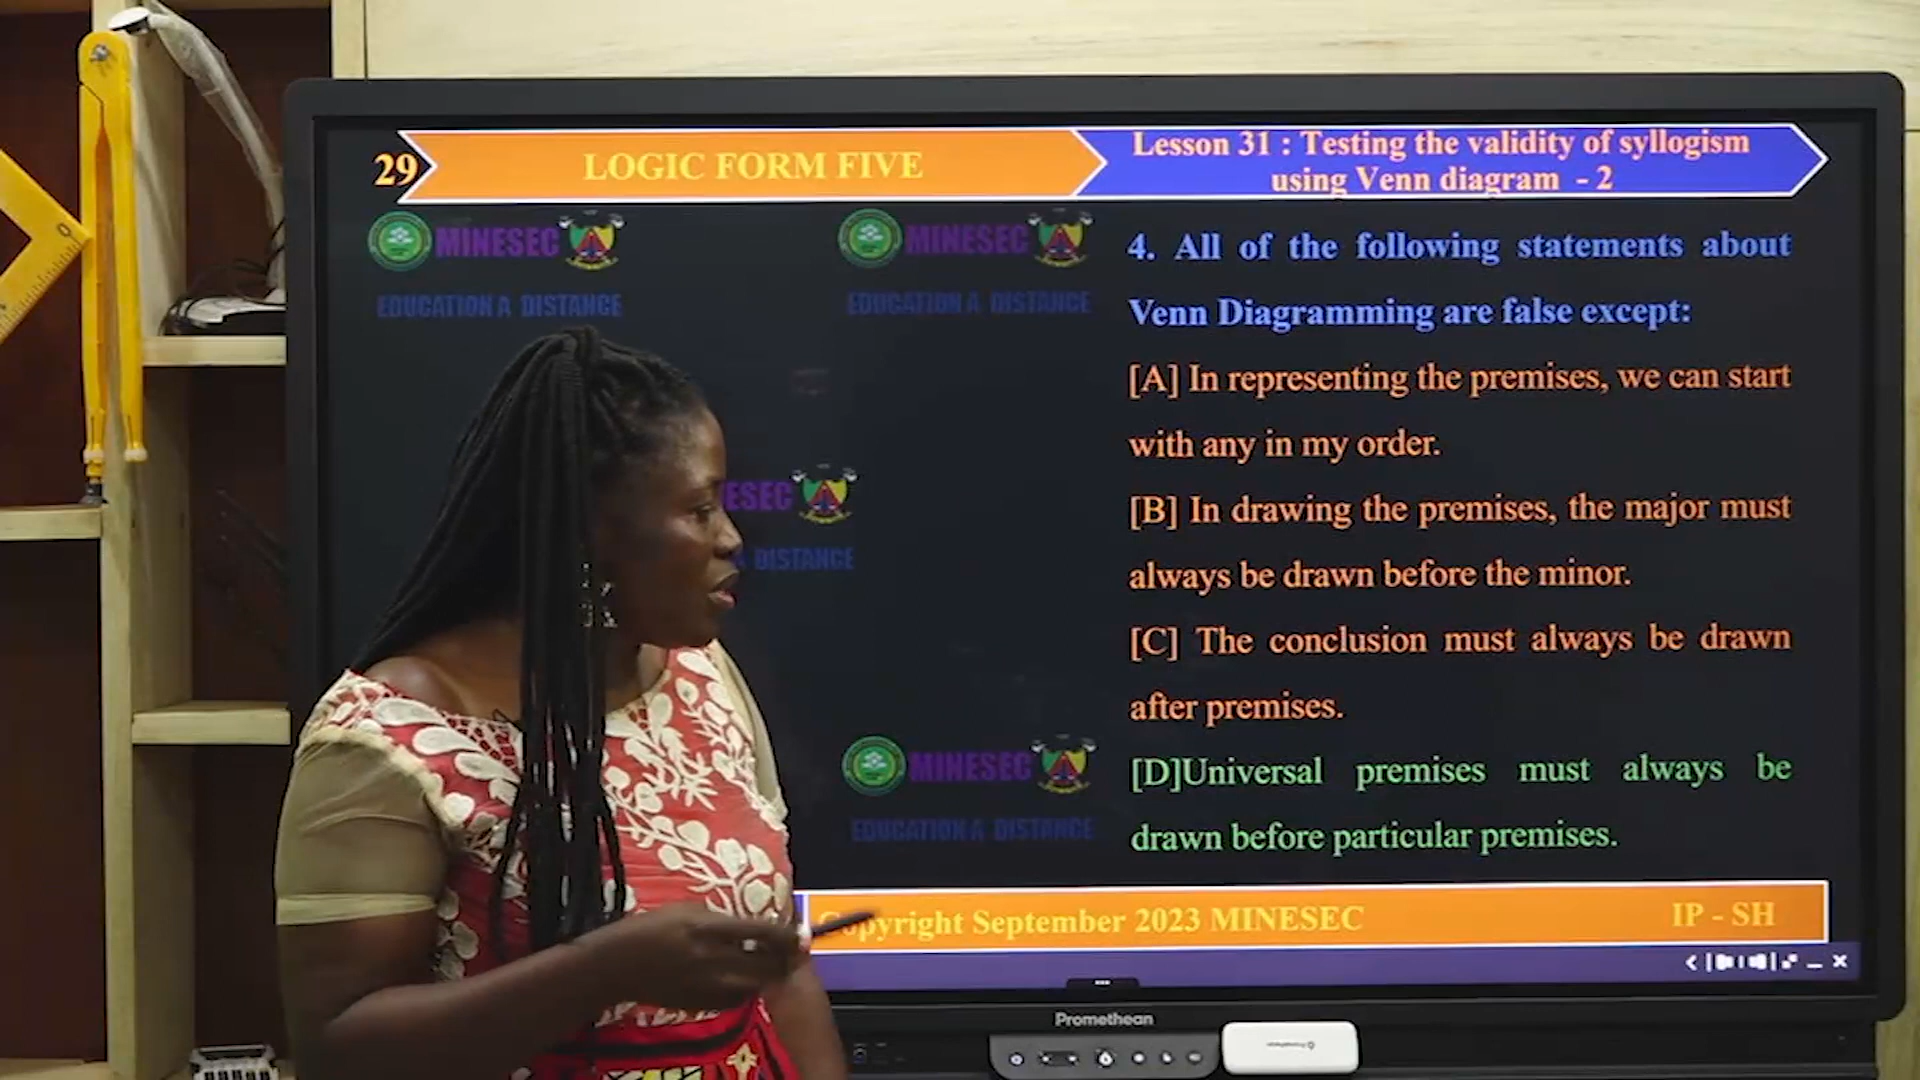 29
LOGIC FORM FIVE
Lesson 31 : Testing the validity of syllogism
using Venn diagram - 2
MINESEC
EDUCATION A DISTANCE
MINESEC
EDUCATION A DISTANCE
4. All of the following statements about
Venn Diagramming are false except:
[A] In representing the premises, we can start
with any in my order.
ESEC
A DISTANCE
[B] In drawing the premises, the major must
always be drawn before the minor.
[C] The conclusion must always be drawn
after premises.
MINESEC
EDUCATION A DISTANCE
[D]Universal premises must always be
drawn before particular premises.
Copyright September 2023 MINESEC
IP - SH
Promethean
0